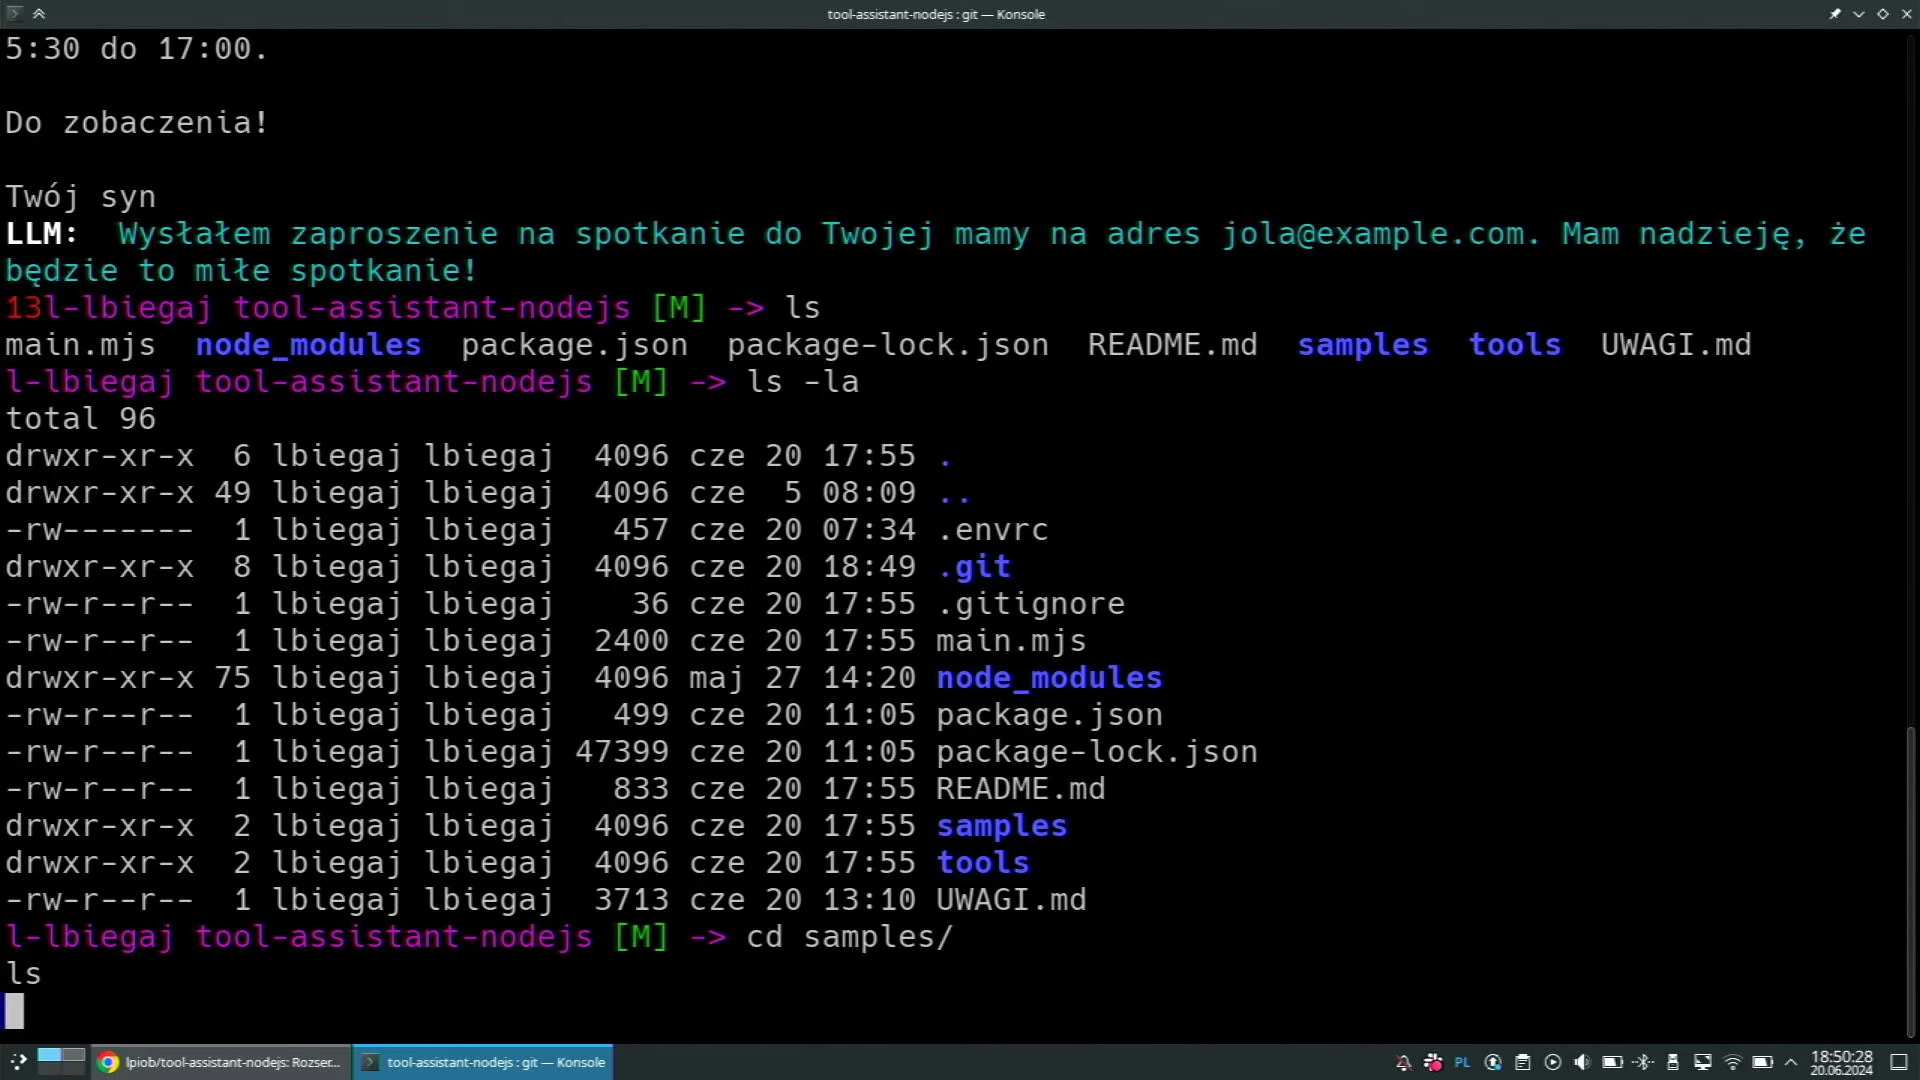 tool-assistant-nodejs : git — Konsole
5:30 do 17:00.
Do zobaczenia!
Twój syn
LLM:  Wysłałem zaproszenie na spotkanie do Twojej mamy na adres jola@example.com. Mam nadzieję, że
będzie to miłe spotkanie!
13l-lbiegaj tool-assistant-nodejs [M] -> ls
main.mjs  node_modules  package.json  package-lock.json  README.md  samples  tools  UWAGI.md
l-lbiegaj tool-assistant-nodejs [M] -> ls -la
total 96
drwxr-xr-x  6 lbiegaj lbiegaj  4096 cze 20 17:55 .
drwxr-xr-x 49 lbiegaj lbiegaj  4096 cze  5 08:09 ..
-rw-------  1 lbiegaj lbiegaj   457 cze 20 07:34 .envrc
drwxr-xr-x  8 lbiegaj lbiegaj  4096 cze 20 18:49 .git
-rw-r--r--  1 lbiegaj lbiegaj    36 cze 20 17:55 .gitignore
-rw-r--r--  1 lbiegaj lbiegaj  2400 cze 20 17:55 main.mjs
drwxr-xr-x 75 lbiegaj lbiegaj  4096 maj 27 14:20 node_modules
-rw-r--r--  1 lbiegaj lbiegaj   499 cze 20 11:05 package.json
-rw-r--r--  1 lbiegaj lbiegaj 47399 cze 20 11:05 package-lock.json
-rw-r--r--  1 lbiegaj lbiegaj   833 cze 20 17:55 README.md
drwxr-xr-x  2 lbiegaj lbiegaj  4096 cze 20 17:55 samples
drwxr-xr-x  2 lbiegaj lbiegaj  4096 cze 20 17:55 tools
-rw-r--r--  1 lbiegaj lbiegaj  3713 cze 20 13:10 UWAGI.md
l-lbiegaj tool-assistant-nodejs [M] -> cd samples/
ls
lpiob/tool-assistant-nodejs: Rozser...
tool-assistant-nodejs : git — Konsole
PL
18:50:28
20.06.2024